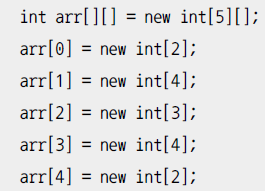 int arr[][] = new int[5][];
arr[0] = new int[2];
arr[1] = new int[4];
arr[2] = new int[3];
arr[3] = new int[4];
arr[4] = new int[2];